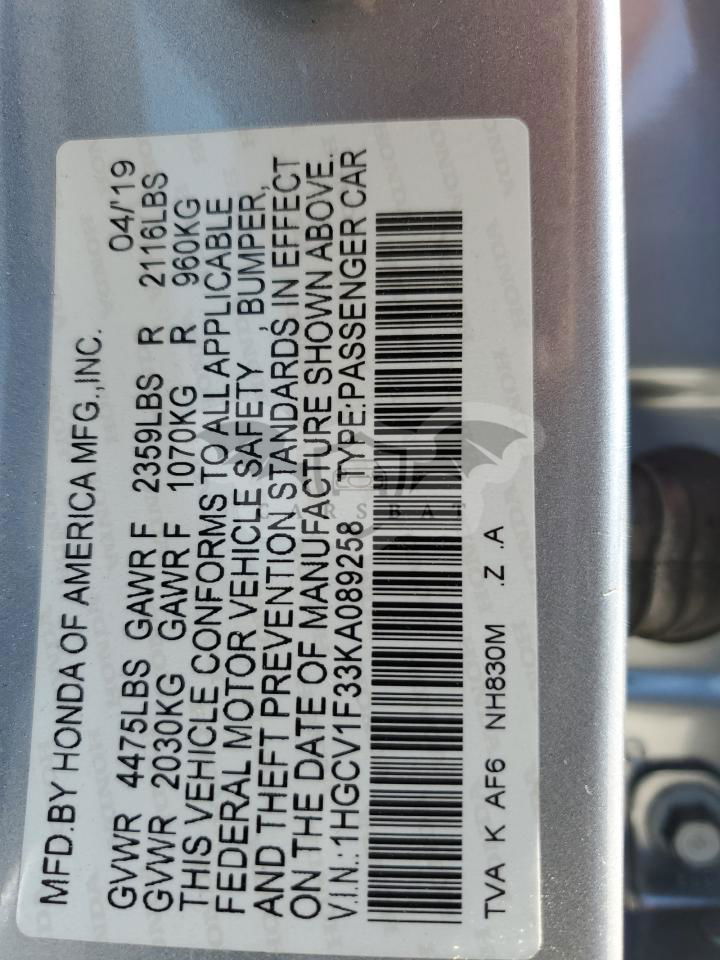 MFD.BY HONDA OF AMERICA MFG.,INC. 04/'19
GVWR 4475LBS GAWR F 2359LBS R 2116LBS
GVWR 2030KG GAWR F 1070KG R 960KG
THIS VEHICLE CONFORMS TO ALL APPLICABLE
FEDERAL MOTOR VEHICLE SAFETY , BUMPER,
AND THEFT PREVENTION STANDARDS IN EFFECT
ON THE DATE OF MANUFACTURE SHOWN ABOVE.
V.I.N.:1HGCV1F33KA089258 TYPE:PASSENGER CAR
TVA K AF6 NH830M .Z .A
CARSBAT
HONDA